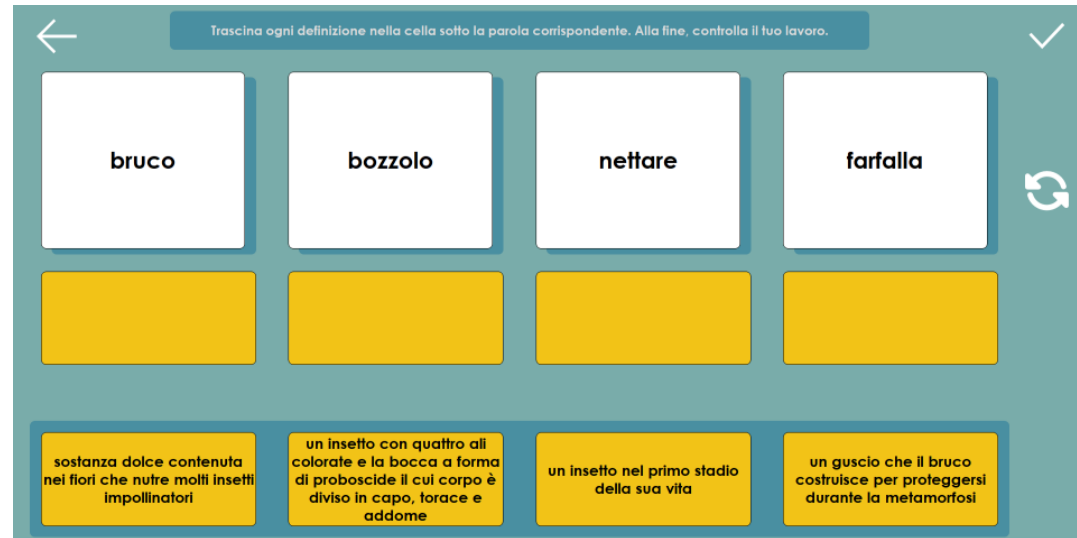 Trascina ogni definizione nella cella sotto la parola corrispondente. Alla fine, controlla il tuo lavoro.
bruco
bozzolo
nettare
farfalla
sostanza dolce contenuta
nei fiori che nutre molti insetti
impollinatori
un insetto con quattro ali
colorate e la bocca a forma
di proboscide il cui corpo è
diviso in capo, torace e
addome
un insetto nel primo stadio
della sua vita
un guscio che il bruco
costruisce per proteggersi
durante la metamorfosi